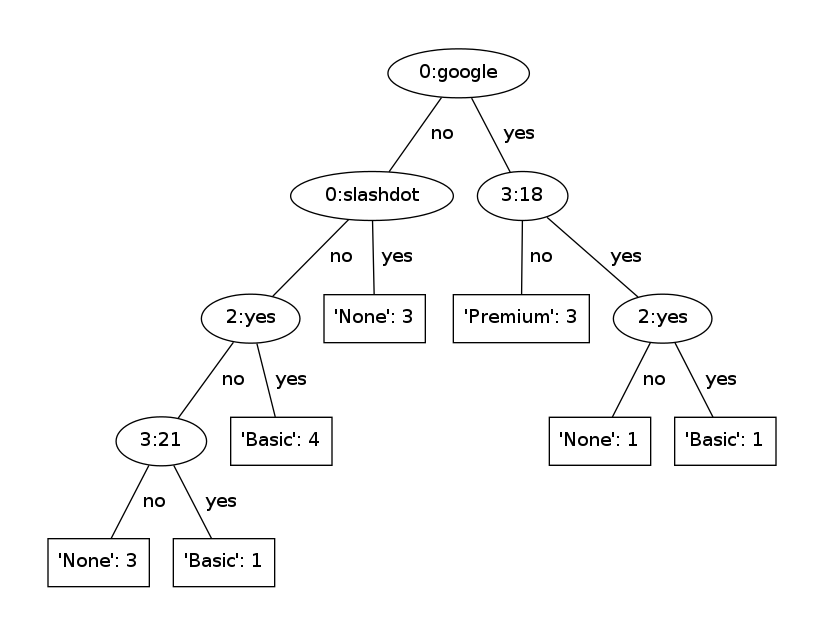 0:google
no
yes
0:slashdot
3:18
no
yes
no
yes
2:yes
'None': 3
'Premium': 3
2:yes
no
yes
no
yes
3:21
'Basic': 4
'None': 1
'Basic': 1
no
yes
'None': 3
'Basic': 1